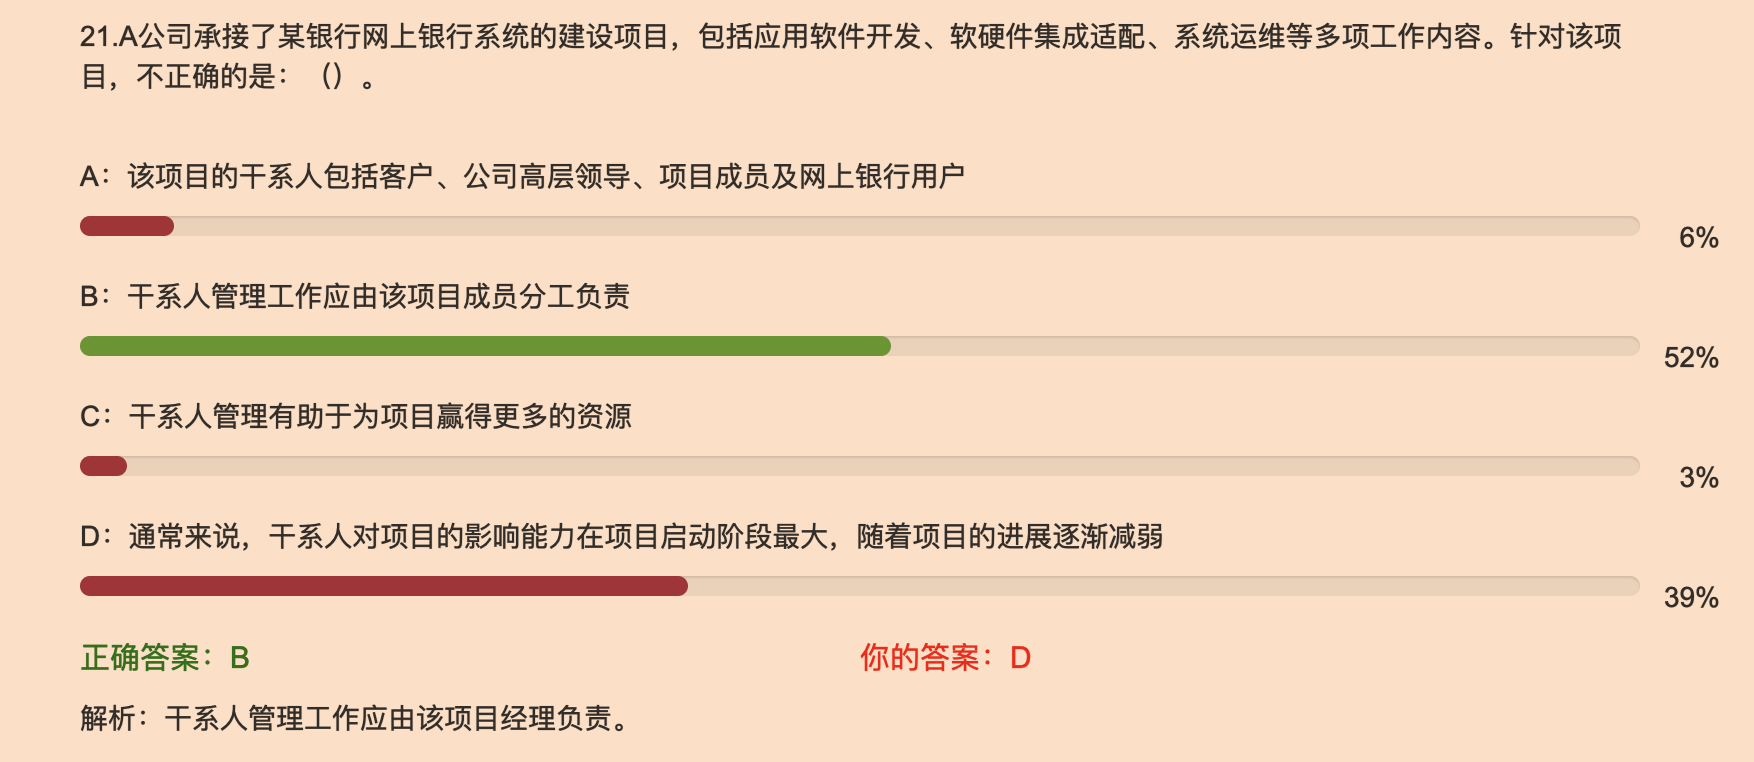 21.A公司承接了某银行网上银行系统的建设项目，包括应用软件开发、软硬件集成适配、系统运维等多项工作内容。针对该项
目，不正确的是：（）。
A：该项目的干系人包括客户、公司高层领导、项目成员及网上银行用户
6%
B：干系人管理工作应由该项目成员分工负责
52%
C：干系人管理有助于为项目赢得更多的资源
3%
D：通常来说，干系人对项目的影响能力在项目启动阶段最大，随着项目的进展逐渐减弱
39%
正确答案：B
你的答案：D
解析：干系人管理工作应由该项目经理负责。